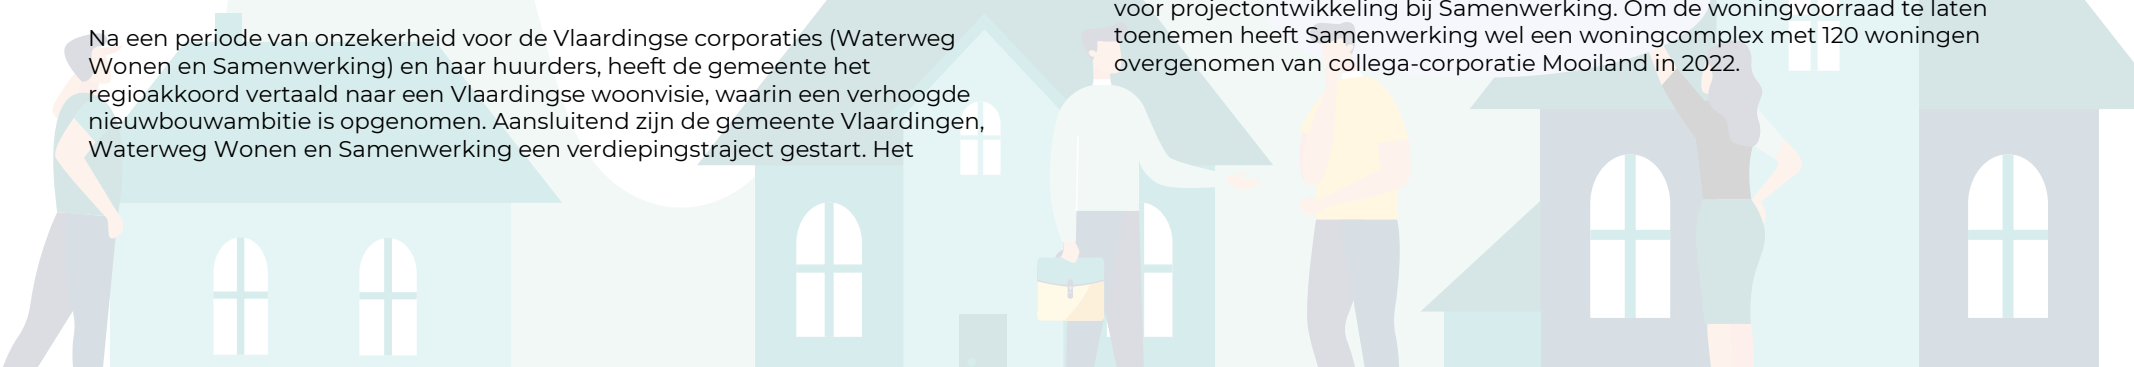 Na een periode van onzekerheid voor de Vlaardingse corporaties (Waterweg
Wonen en Samenwerking) en haar huurders, heeft de gemeente het
regioakkoord vertaald naar een Vlaardingse woonvisie, waarin een verhoogde
nieuwbouwambitie is opgenomen. Aansluitend zijn de gemeente Vlaardingen,
Waterweg Wonen en Samenwerking een verdiepingstraject gestart. Het
voor projectontwikkeling bij Samenwerking. Om de woningvoorraad te laten
toenemen heeft Samenwerking wel een woningcomplex met 120 woningen
overgenomen van collega-corporatie Mooiland in 2022.